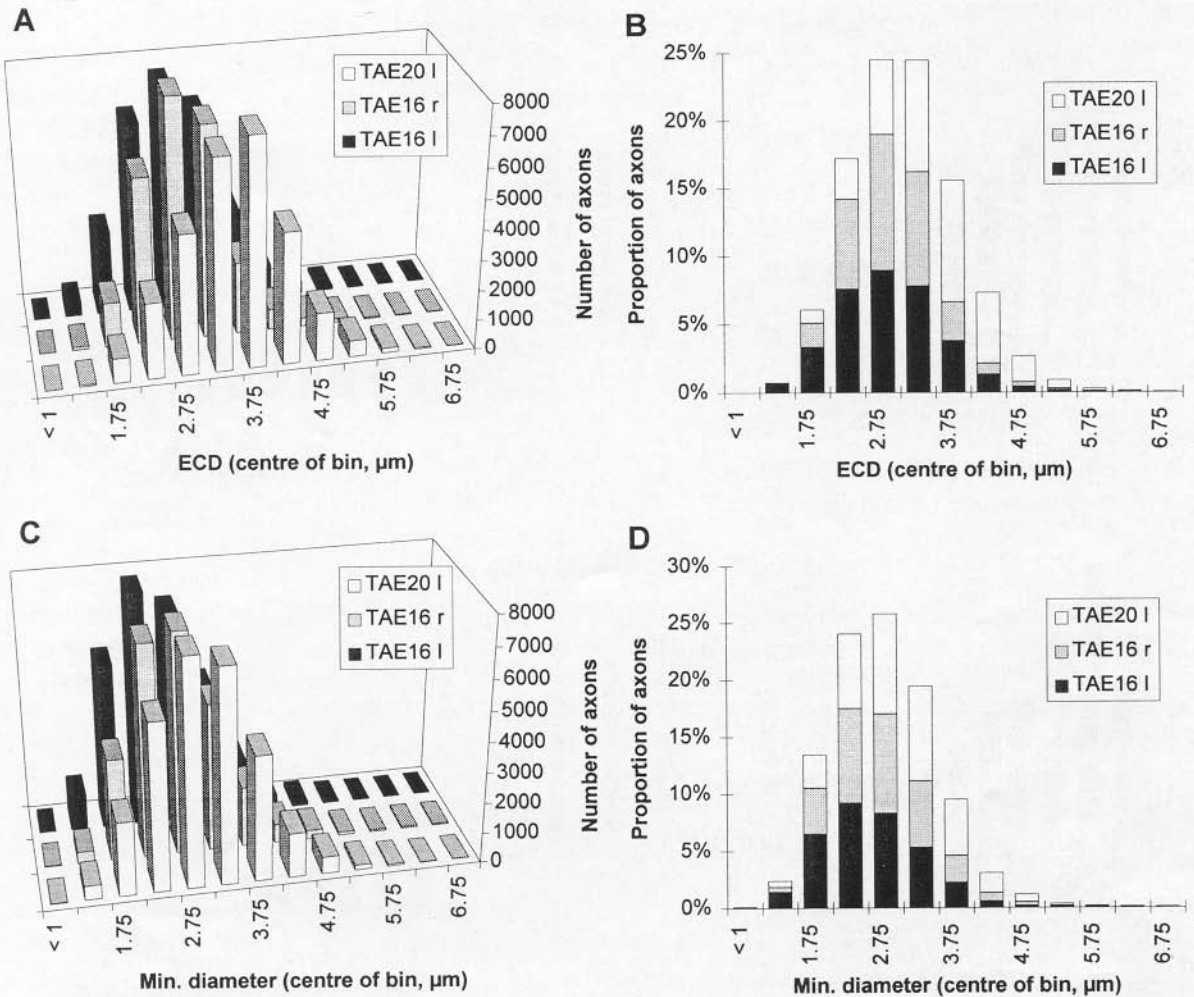 A
TAE20 l
TAE16 r
TAE16 l
8000
7000
6000
5000
4000
3000
2000
1000
0
Number of axons
< 1
1.75
2.75
3.75
4.75
5.75
6.75
ECD (centre of bin, µm)
B
25%
20%
15%
10%
5%
0%
Proportion of axons
TAE20 l
TAE16 r
TAE16 l
< 1
1.75
2.75
3.75
4.75
5.75
6.75
ECD (centre of bin, µm)
C
TAE20 l
TAE16 r
TAE16 l
8000
7000
6000
5000
4000
3000
2000
1000
0
Number of axons
< 1
1.75
2.75
3.75
4.75
5.75
6.75
Min. diameter (centre of bin, µm)
D
30%
25%
20%
15%
10%
5%
0%
Proportion of axons
TAE20 l
TAE16 r
TAE16 l
< 1
1.75
2.75
3.75
4.75
5.75
6.75
Min. diameter (centre of bin, µm)